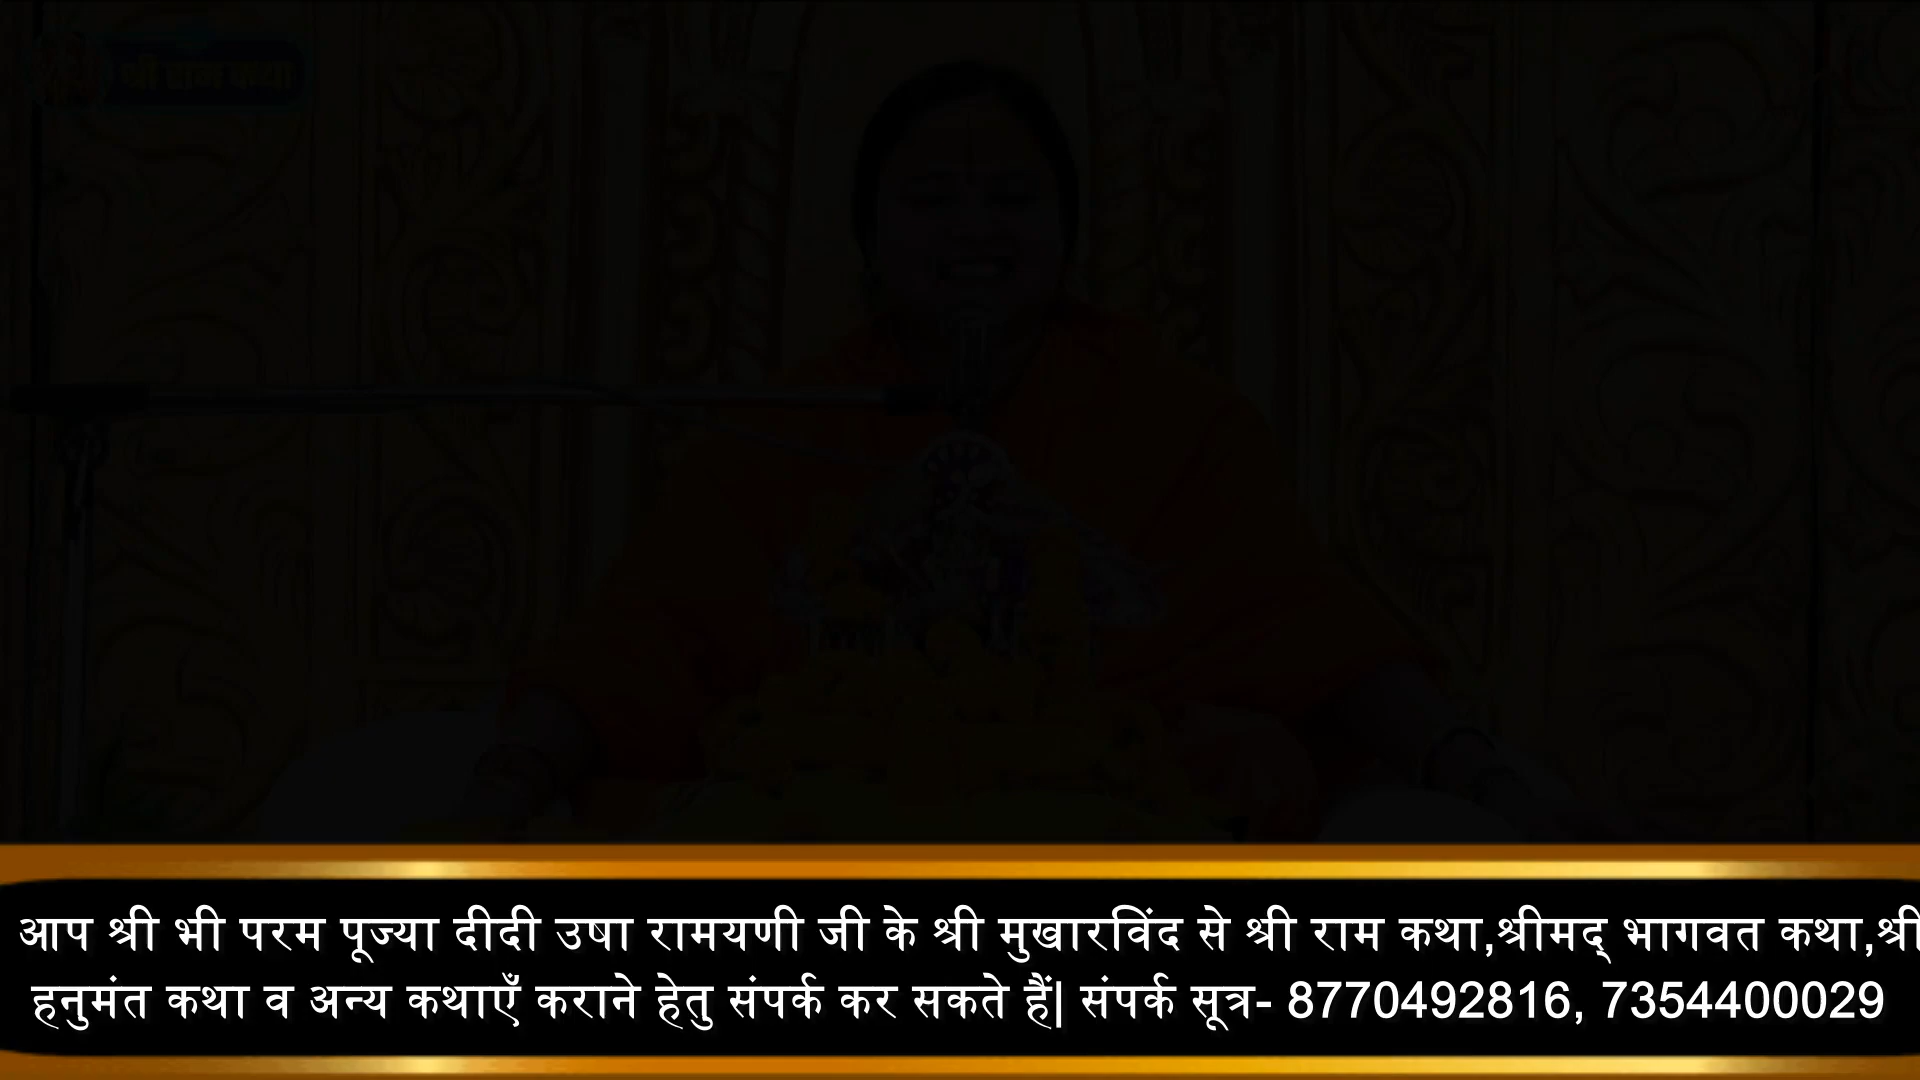 श्री राम कथा
आप श्री भी परम पूज्या दीदी उषा रामयणी जी के श्री मुखारविंद से श्री राम कथा,श्रीमद् भागवत कथा,श्री
हनुमंत कथा व अन्य कथाएँ कराने हेतु संपर्क कर सकते हैं| संपर्क सूत्र- 8770492816, 7354400029